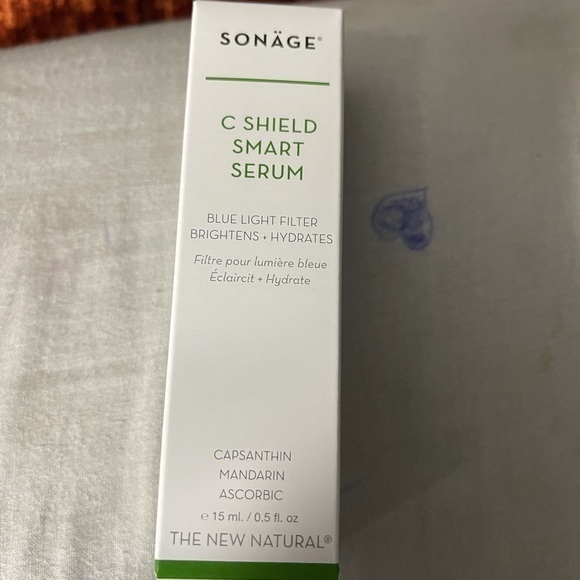 SONÄGE®
C SHIELD
SMART
SERUM
BLUE LIGHT FILTER
BRIGHTENS + HYDRATES
Filtre pour lumière bleue
Éclaircit + Hydrate
CAPSANTHIN
MANDARIN
ASCORBIC
℮ 15 ml. / 0.5 fl. oz
THE NEW NATURAL®